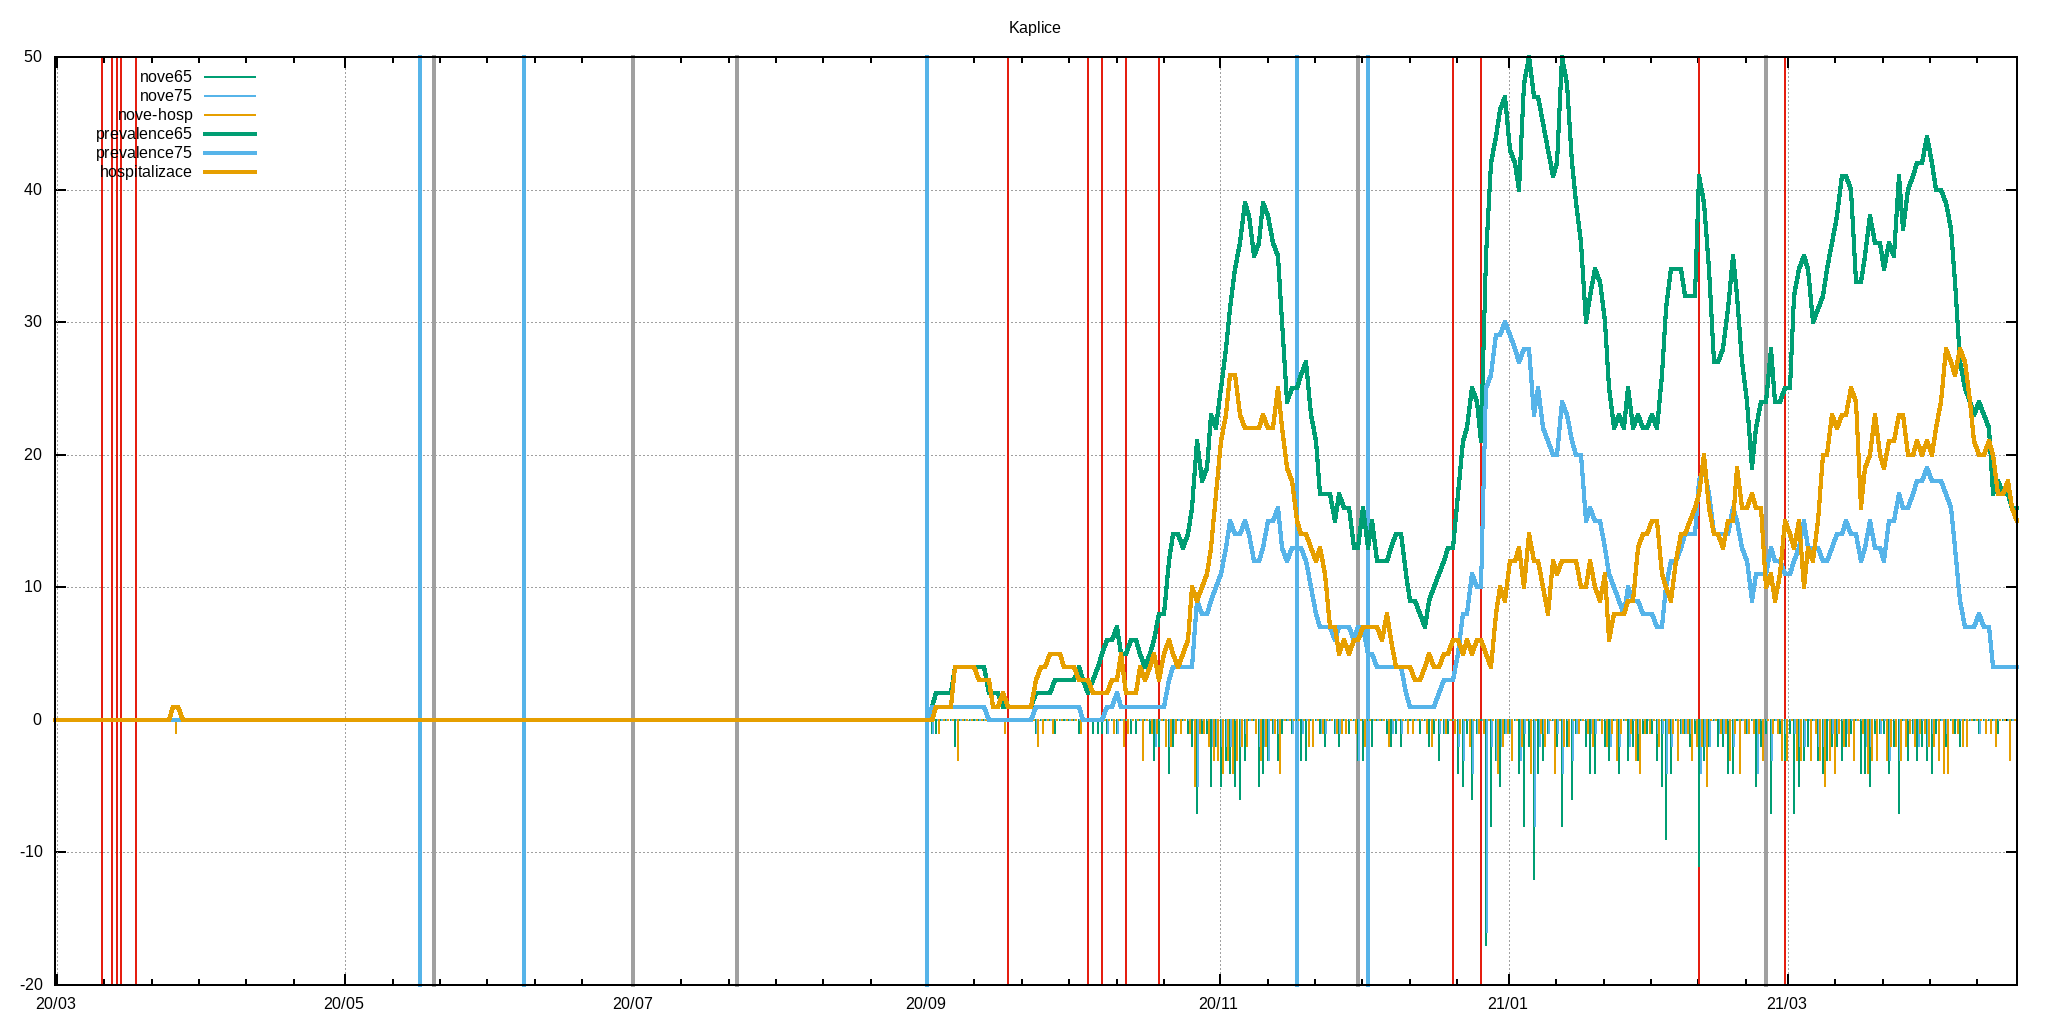 Kaplice
50
nove65
nove75
nove-hosp
prevalence65
prevalence75
hospitalizace
40
30
20
10
0
-10
-20
20/03 20/05 20/07 20/09 20/11 21/01 21/03